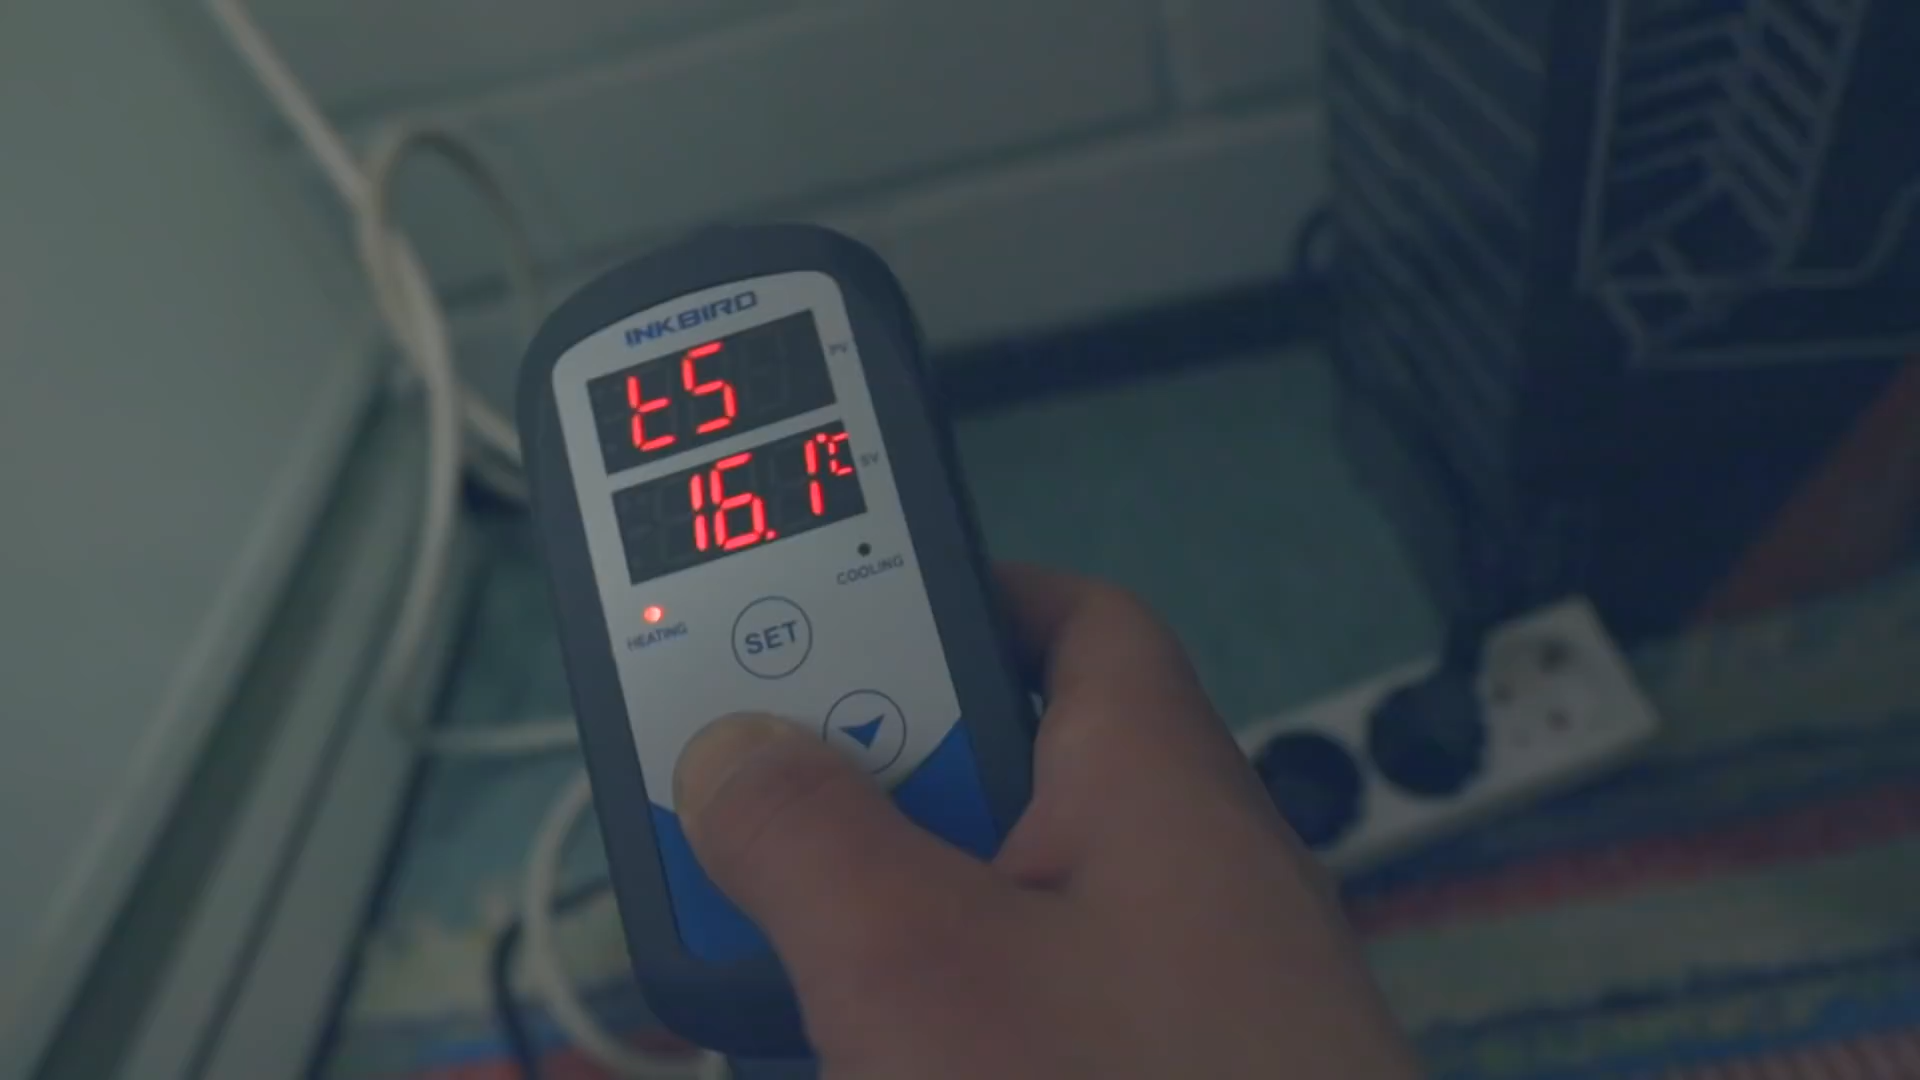 INKBIRD
tS
PV
16.1℃
SV
COOLING
HEATING
SET